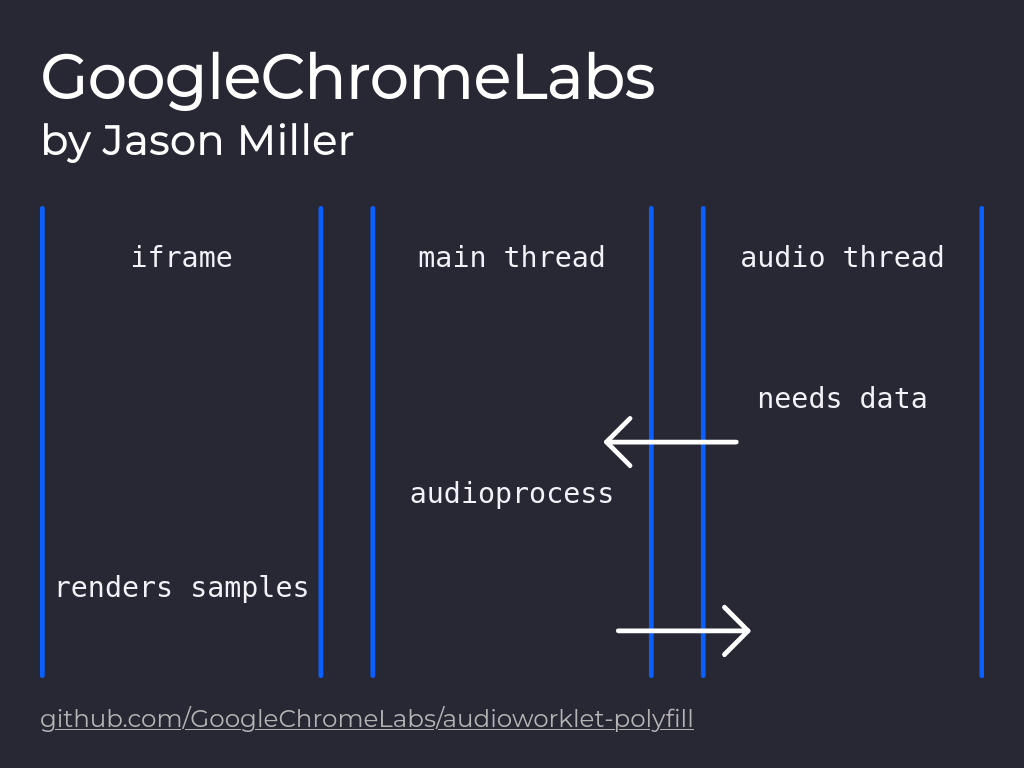 GoogleChromeLabs
by Jason Miller
iframe
main thread
audio thread
needs data
audioprocess
renders samples
github.com/GoogleChromeLabs/audioworklet-polyfill